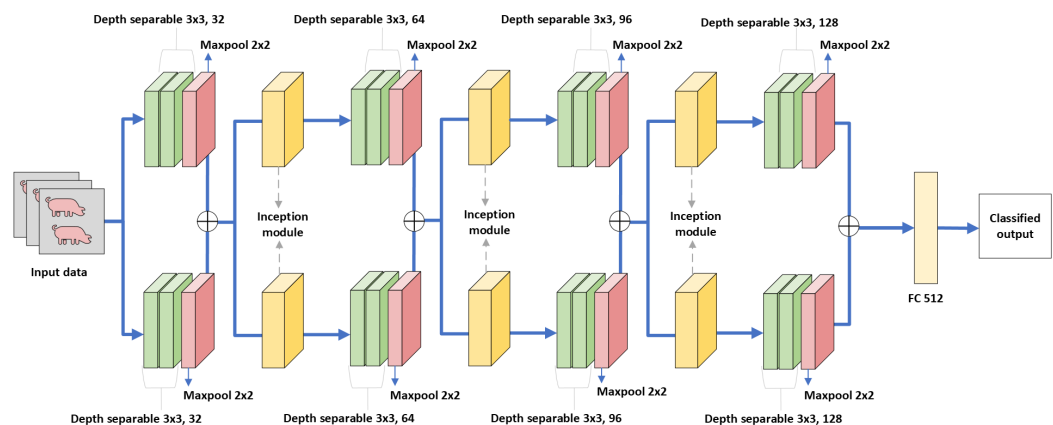 Depth separable 3x3, 32
Depth separable 3x3, 64
Depth separable 3x3, 96
Depth separable 3x3, 128
Maxpool 2x2
Maxpool 2x2
Maxpool 2x2
Maxpool 2x2
Input data
Inception
module
Inception
module
Inception
module
Classified
output
FC 512
Maxpool 2x2
Maxpool 2x2
Maxpool 2x2
Maxpool 2x2
Depth separable 3x3, 32
Depth separable 3x3, 64
Depth separable 3x3, 96
Depth separable 3x3, 128